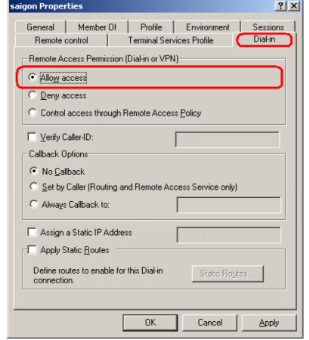 saigon Properties
General Member Of Profile Environment Sessions
Remote control Terminal Services Profile Dial-in
Remote Access Permission (Dial-in or VPN)
Allow access
Deny access
Control access through Remote Access Policy
Verify Caller-ID:
Callback Options
No Callback
Set by Caller (Routing and Remote Access Service only)
Always Callback to:
Assign a Static IP Address
Apply Static Routes
Define routes to enable for this Dial-in
connection.
Static Routes...
OK Cancel Apply